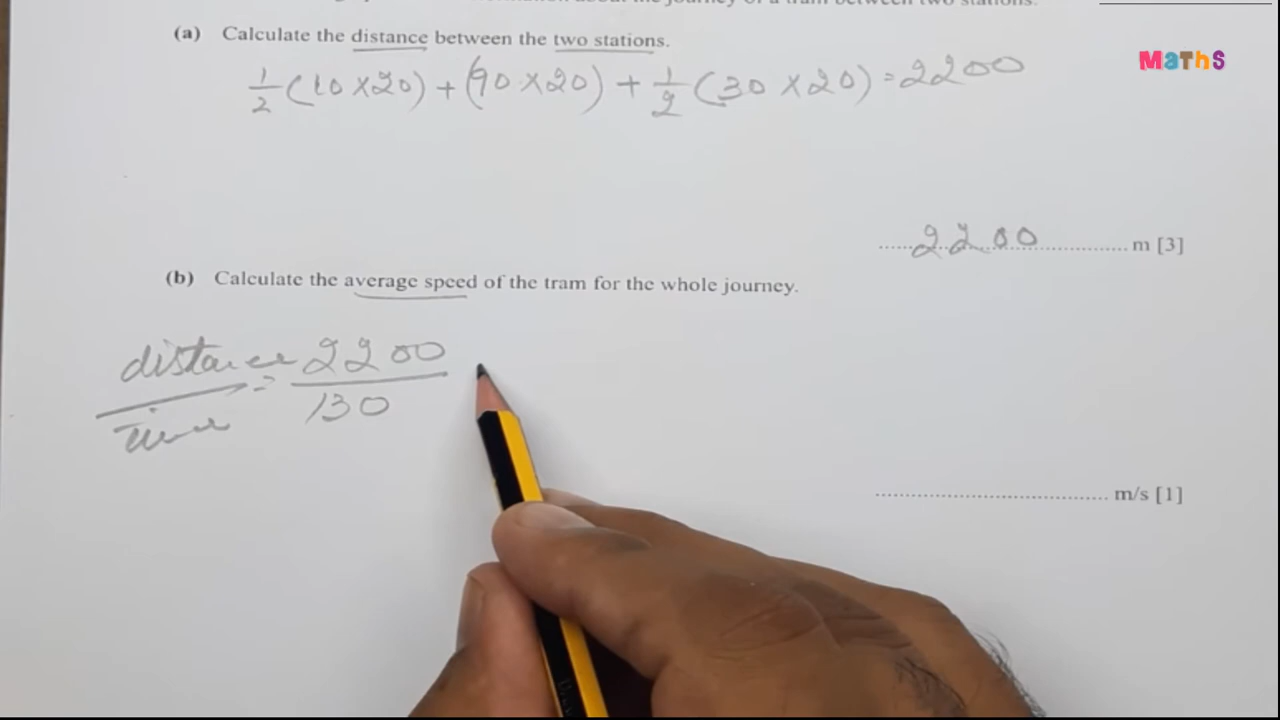 MaThS
(a) Calculate the distance between the two stations.
1/2 (10 × 20) + (90 × 20) + 1/2 (30 × 20) = 2200
2200 m [3]
(b) Calculate the average speed of the tram for the whole journey.
distance/Time = 2200/130
m/s [1]